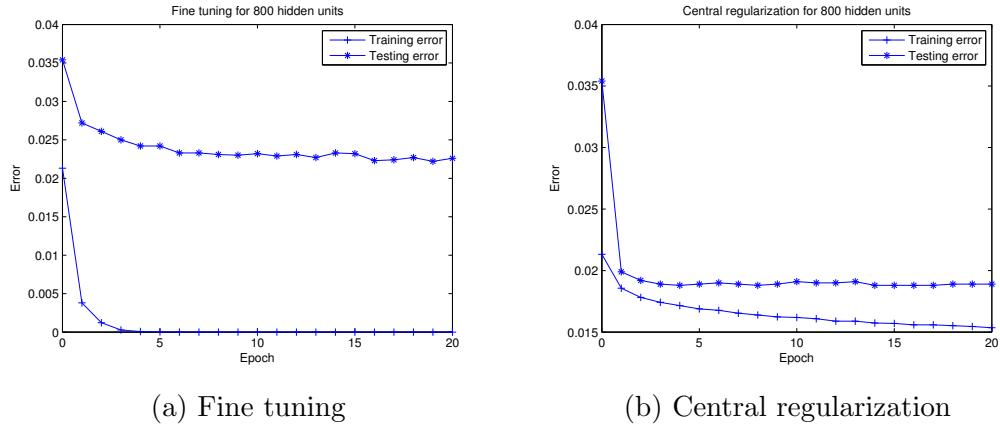 Fine tuning for 800 hidden units
0.04
0.035
0.03
0.025
0.02
0.015
0.01
0.005
0
Error
0 5 10 15 20
Epoch
Training error
Testing error
(a) Fine tuning
Central regularization for 800 hidden units
0.04
0.035
0.03
0.025
0.02
0.015
Error
0 5 10 15 20
Epoch
Training error
Testing error
(b) Central regularization